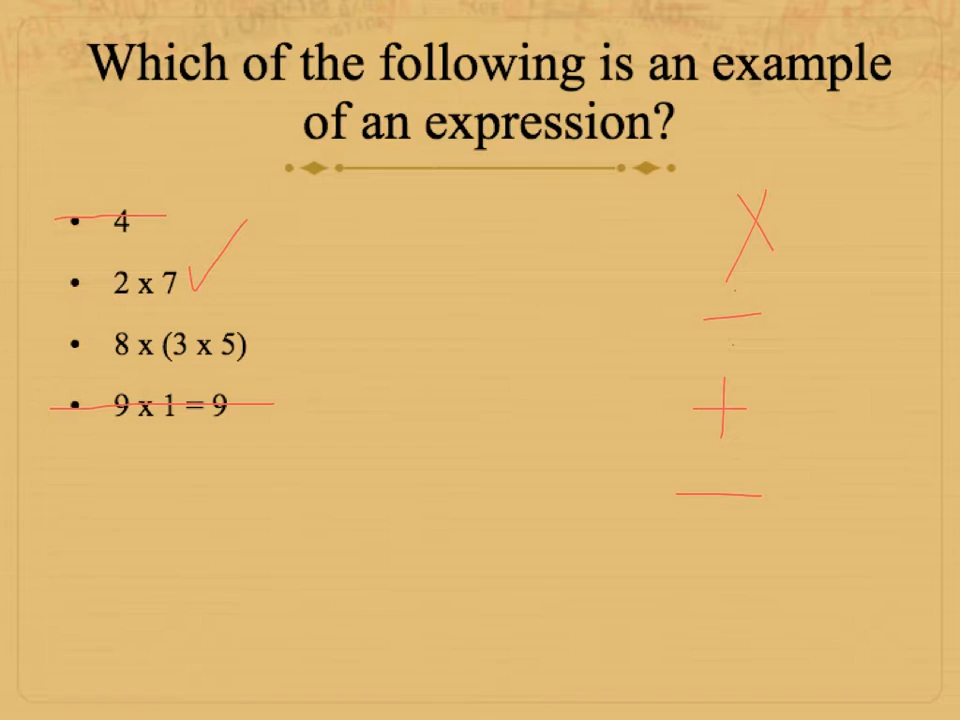 Which of the following is an example
of an expression?
• 4
• 2 x 7
• 8 x (3 x 5)
• 9 x 1 = 9
x
÷
+
−